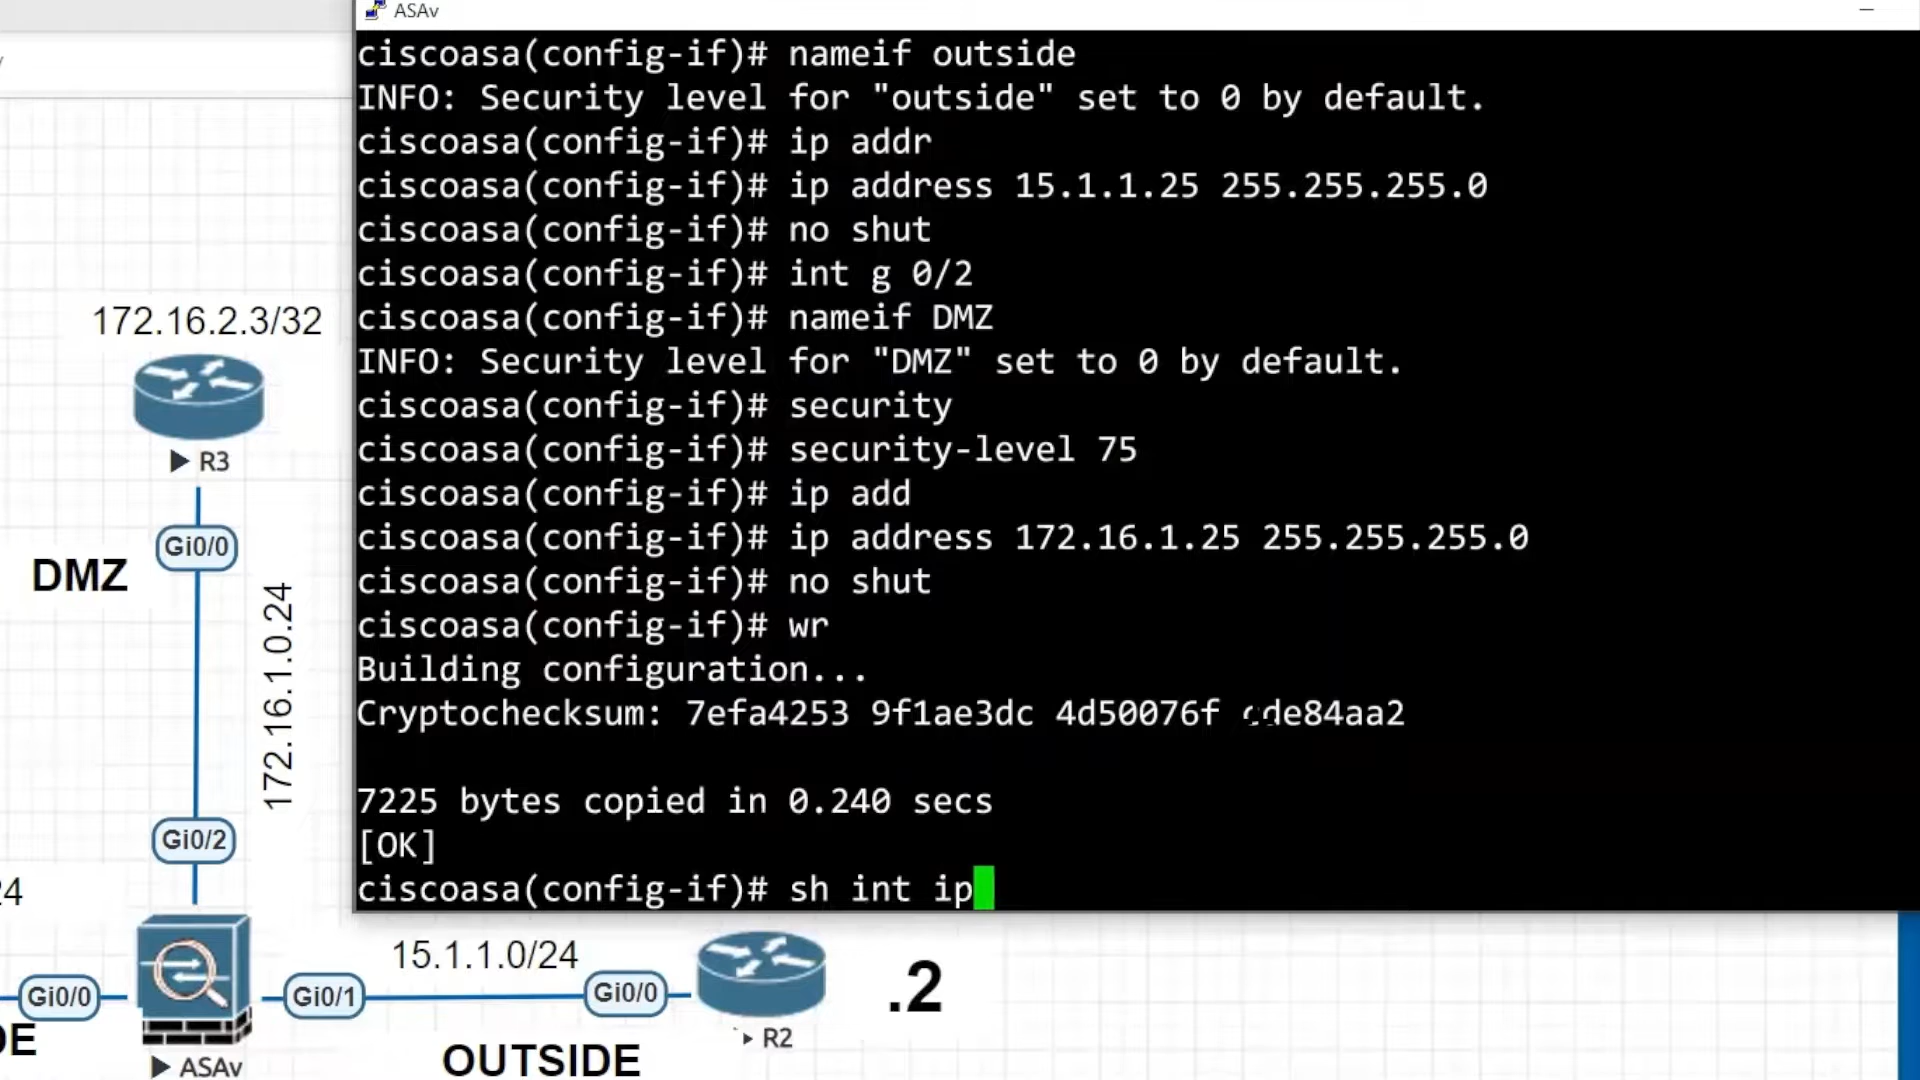 ASAv
ciscoasa(config-if)# nameif outside
INFO: Security level for "outside" set to 0 by default.
ciscoasa(config-if)# ip addr
ciscoasa(config-if)# ip address 15.1.1.25 255.255.255.0
ciscoasa(config-if)# no shut
ciscoasa(config-if)# int g 0/2
ciscoasa(config-if)# nameif DMZ
INFO: Security level for "DMZ" set to 0 by default.
ciscoasa(config-if)# security
ciscoasa(config-if)# security-level 75
ciscoasa(config-if)# ip add
ciscoasa(config-if)# ip address 172.16.1.25 255.255.255.0
ciscoasa(config-if)# no shut
ciscoasa(config-if)# wr
Building configuration...
Cryptochecksum: 7efa4253 9f1ae3dc 4d50076f
7225 bytes copied in 0.240 secs
[OK]
ciscoasa(config-if)# sh int ip
172.16.2.3/32
R3
Gi0/0
DMZ
172.16.1.0.24
Gi0/2
24
Gi0/0
DE
ASAv
Gi0/1
15.1.1.0/24
Gi0/0
OUTSIDE
R2
.2